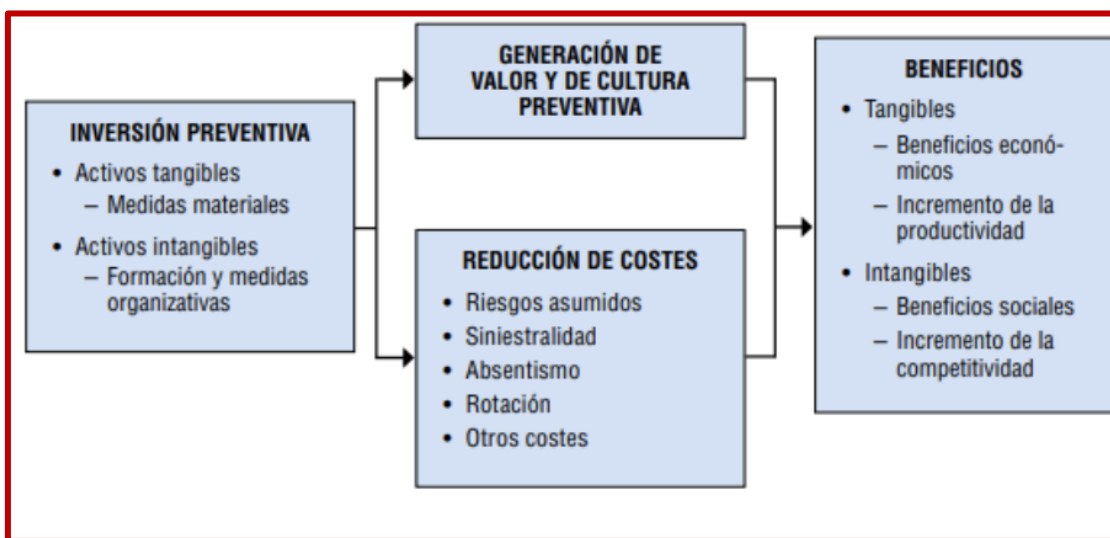 INVERSIÓN PREVENTIVA
• Activos tangibles
– Medidas materiales
• Activos intangibles
– Formación y medidas
organizativas
GENERACIÓN DE
VALOR Y DE CULTURA
PREVENTIVA
REDUCCIÓN DE COSTES
• Riesgos asumidos
• Siniestralidad
• Absentismo
• Rotación
• Otros costes
BENEFICIOS
• Tangibles
– Beneficios econó-
micos
– Incremento de la
productividad
• Intangibles
– Beneficios sociales
– Incremento de la
competitividad